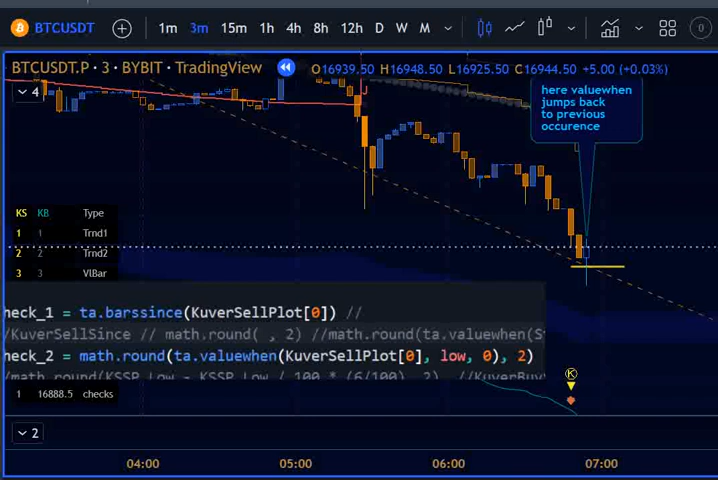 BTCUSDT 1m 3m 15m 1h 4h 8h 12h D W M
BTCUSDT.P · 3 · BYBIT · TradingView O16939.50 H16948.50 L16925.50 C16944.50 +5.00 (+0.03%)
4
here valuewhen
jumps back
to previous
occurence
KS KB Type
1 1 Trnd1
2 2 Trnd2
3 3 VlBar
heck_1 = ta.barssince(KuverSellPlot[0]) //
/KuverSellSince // math.round( , 2) //math.round(ta.valuewhen(S
heck_2 = math.round(ta.valuewhen(KuverSellPlot[0], low, 0), 2)
/math.round(KSSP_Low - KSSP_Low / 100 * (6/100), 2) //KuverBuy
1 16888.5 checks
K
2
04:00 05:00 06:00 07:00